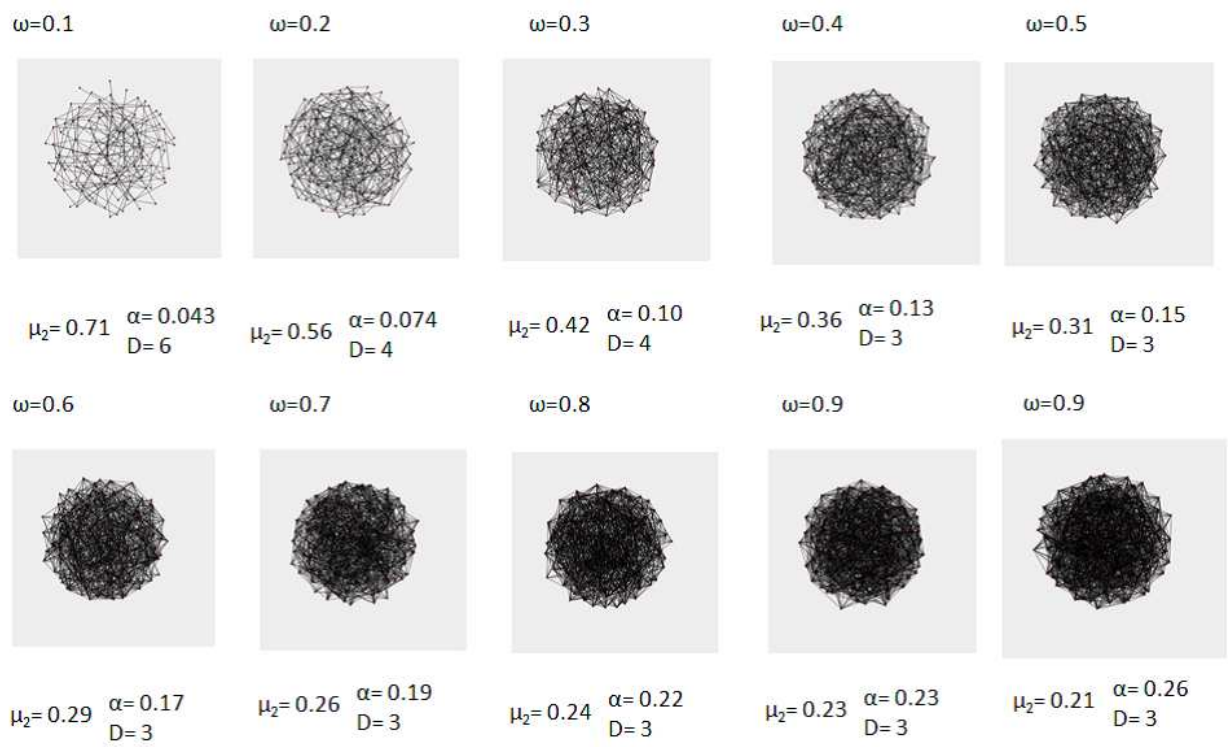 ω=0.1 ω=0.2 ω=0.3 ω=0.4 ω=0.5
μ₂= 0.71 α= 0.043 μ₂= 0.56 α= 0.074 μ₂= 0.42 α= 0.10 μ₂= 0.36 α= 0.13 μ₂= 0.31 α= 0.15
D= 6 D= 4 D= 4 D= 3 D= 3
ω=0.6 ω=0.7 ω=0.8 ω=0.9 ω=0.9
μ₂= 0.29 α= 0.17 μ₂= 0.26 α= 0.19 μ₂= 0.24 α= 0.22 μ₂= 0.23 α= 0.23 μ₂= 0.21 α= 0.26
D= 3 D= 3 D= 3 D= 3 D= 3